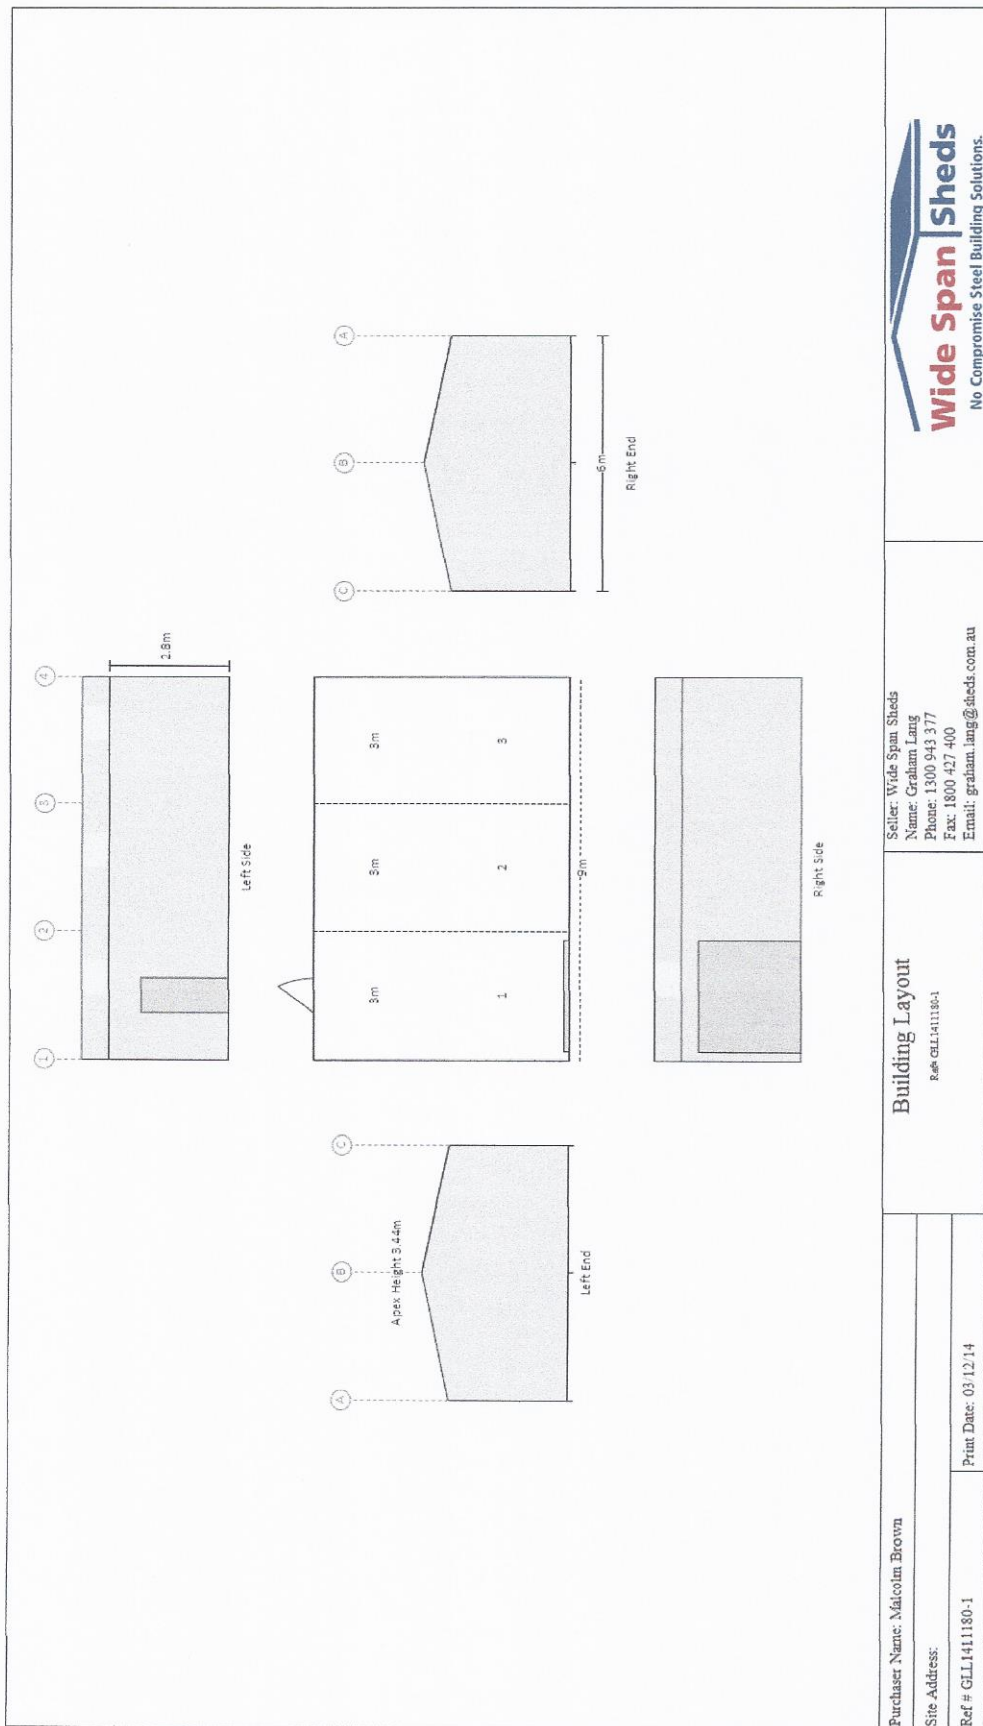 1
2
3
4
2.8m
Left Side
A
B
C
Apex Height 3.44m
Left End
3m
3m
3m
1
2
3
9m
C
B
A
6m
Right End
Right Side
Purchaser Name: Malcolm Brown
Site Address:
Ref # GLL1411180-1
Print Date: 03/12/14
Building Layout
Ref# GLL1411180-1
Seller: Wide Span Sheds
Name: Graham Lang
Phone: 1300 943 377
Fax: 1800 427 400
Email: graham.lang@sheds.com.au
Wide Span Sheds
No Compromise Steel Building Solutions.